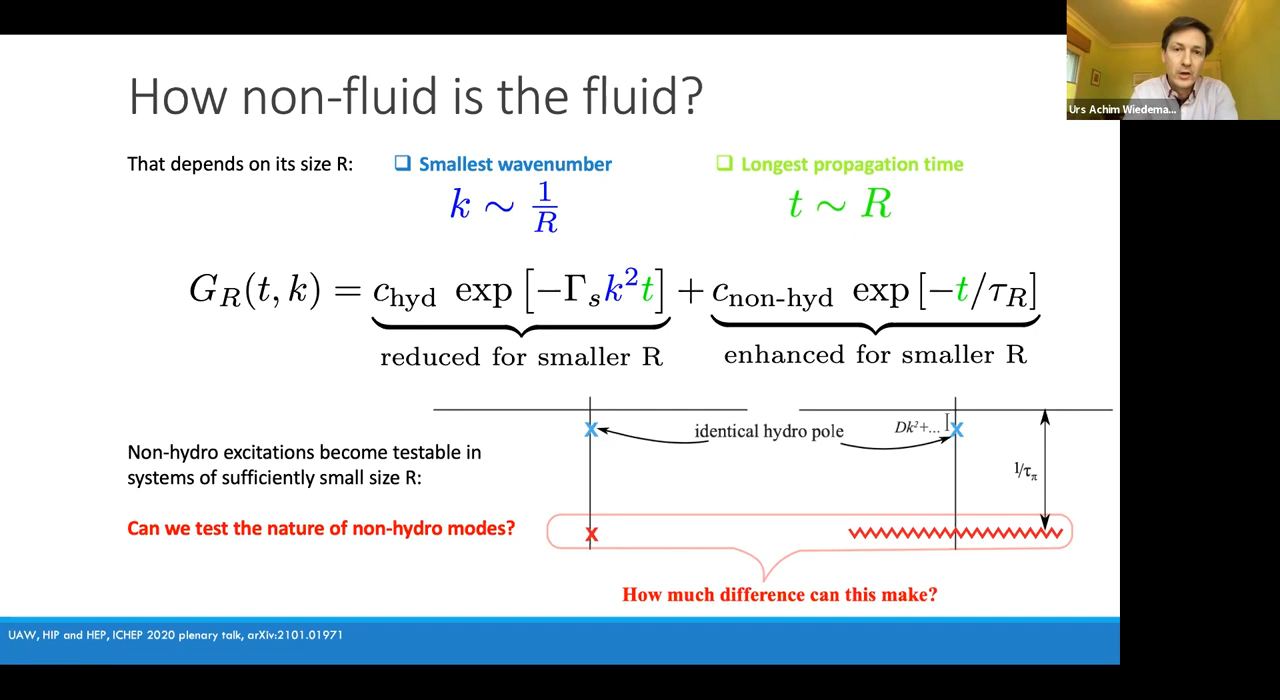 Urs Achim Wiedema...
How non-fluid is the fluid?
That depends on its size R:
❑ Smallest wavenumber
❑ Longest propagation time
k ∼ 1/R
t ∼ R
G_R(t, k) = c_hyd exp [−Γ_s k² t] + c_non-hyd exp [−t/τ_R]
reduced for smaller R
enhanced for smaller R
identical hydro pole
Dk²+...
x
x
1/τ_π
Non-hydro excitations become testable in
systems of sufficiently small size R:
Can we test the nature of non-hydro modes?
x
How much difference can this make?
UAW, HIP and HEP, ICHEP 2020 plenary talk, arXiv:2101.01971